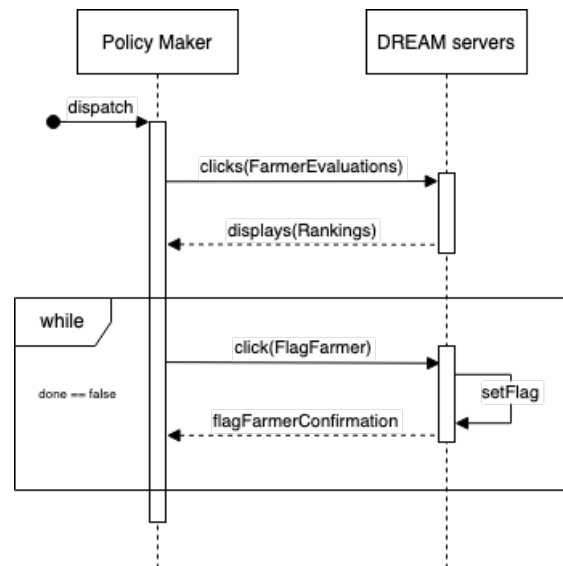 Policy Maker
DREAM servers
dispatch
clicks(FarmerEvaluations)
displays(Rankings)
while
click(FlagFarmer)
done == false
setFlag
flagFarmerConfirmation